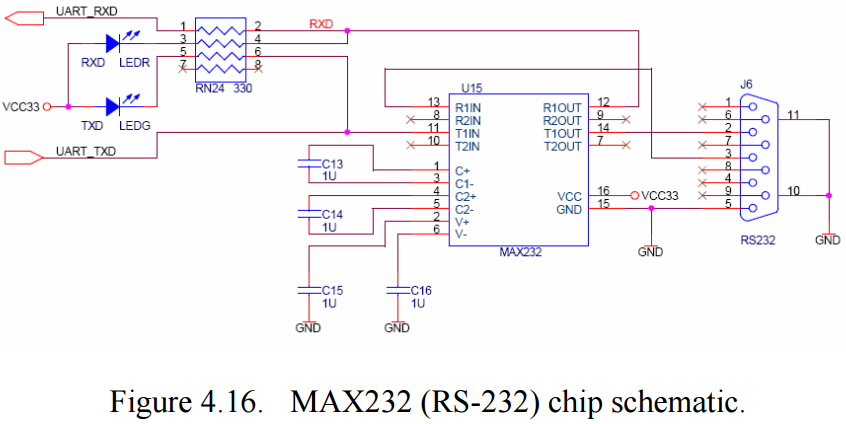 UART_RXD
1 2 RXD
3 4
5 6
7 8
RXD LEDR
RN24 330
VCC33
TXD LEDG
UART_TXD
U15
13 R1IN R1OUT 12
8 R2IN R2OUT 9
11 T1IN T1OUT 14
10 T2IN T2OUT 7
1 C+
3 C1-
4 C2+
5 C2-
2 V+
6 V-
VCC 16 VCC33
GND 15
MAX232
C13
1U
C14
1U
C15
1U
GND
C16
1U
GND
GND
J6
1
6
2
7
3
8
4
9
5
11
10
RS232
GND
Figure 4.16. MAX232 (RS-232) chip schematic.